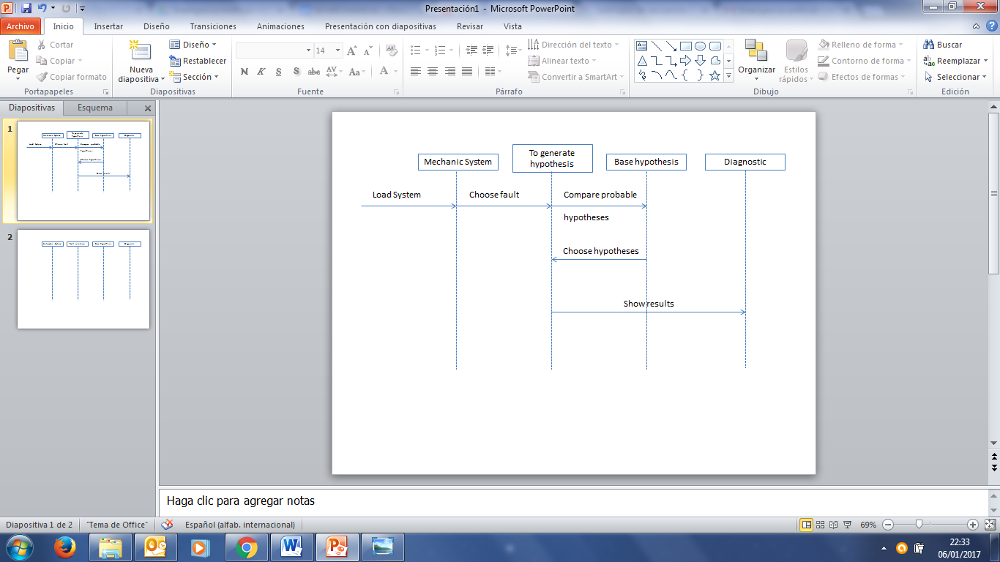 Presentación1 - Microsoft PowerPoint
Archivo Inicio Insertar Diseño Transiciones Animaciones Presentación con diapositivas Revisar Vista
Pegar
Cortar
Copiar
Copiar formato
Portapapeles
Nueva
diapositiva
Diseño
Restablecer
Sección
Diapositivas
14
N K S S abc AV Aa A
Fuente
Dirección del texto
Alinear texto
Convertir a SmartArt
Párrafo
Organizar
Estilos
rápidos
Relleno de forma
Contorno de forma
Efectos de formas
Dibujo
Buscar
Reemplazar
Seleccionar
Edición
Diapositivas Esquema
1
2
Mechanic System
To generate
hypothesis
Base hypothesis
Diagnostic
Load System
Choose fault
Compare probable
hypotheses
Choose hypotheses
Show results
Haga clic para agregar notas
Diapositiva 1 de 2 "Tema de Office" Español (alfab. internacional) 69%
22:33
06/01/2017